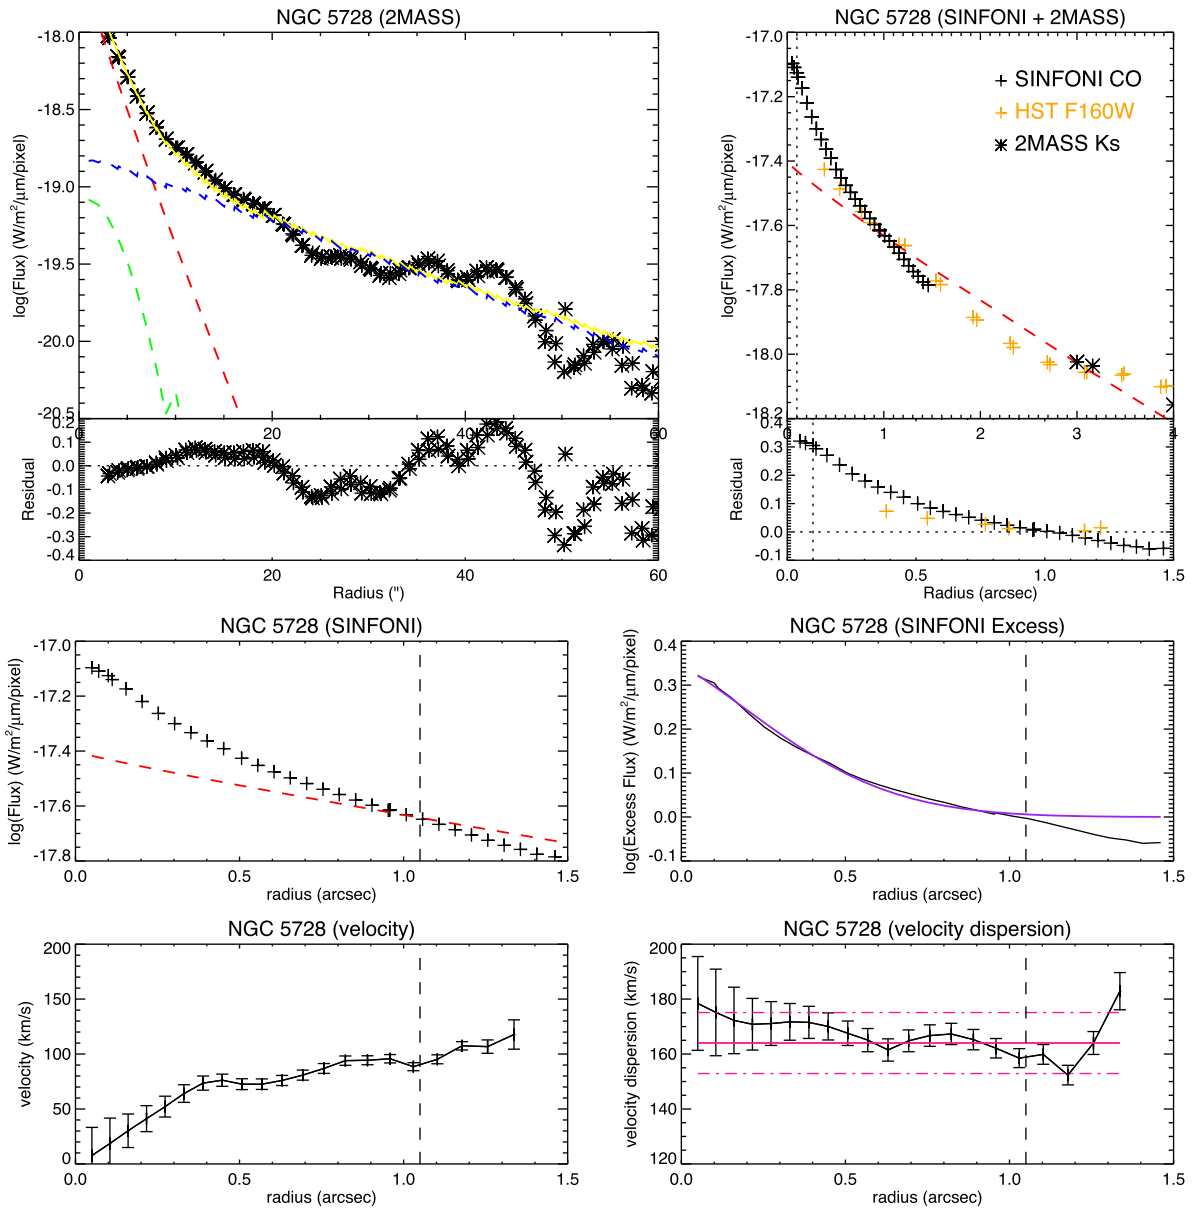 NGC 5728 (2MASS)
log(Flux) (W/m²/μm/pixel)
-18.0
-18.5
-19.0
-19.5
-20.0
-20.5
Residual
0.2
0.1
0.0
-0.1
-0.2
-0.3
-0.4
0 20 40 60
0 20 40 60
Radius (")
NGC 5728 (SINFONI + 2MASS)
log(Flux) (W/m²/μm/pixel)
-17.0
-17.2
-17.4
-17.6
-17.8
-18.0
-18.2
SINFONI CO
HST F160W
2MASS Ks
0 1 2 3 4
Residual
0.4
0.3
0.2
0.1
0.0
-0.1
0.0 0.5 1.0 1.5
Radius (arcsec)
NGC 5728 (SINFONI)
log(Flux) (W/m²/μm/pixel)
-17.0
-17.2
-17.4
-17.6
-17.8
0.0 0.5 1.0 1.5
radius (arcsec)
NGC 5728 (SINFONI Excess)
log(Excess Flux) (W/m²/μm/pixel)
0.4
0.3
0.2
0.1
0.0
-0.1
0.0 0.5 1.0 1.5
radius (arcsec)
NGC 5728 (velocity)
velocity (km/s)
200
150
100
50
0
0.0 0.5 1.0 1.5
radius (arcsec)
NGC 5728 (velocity dispersion)
velocity dispersion (km/s)
200
180
160
140
120
0.0 0.5 1.0 1.5
radius (arcsec)